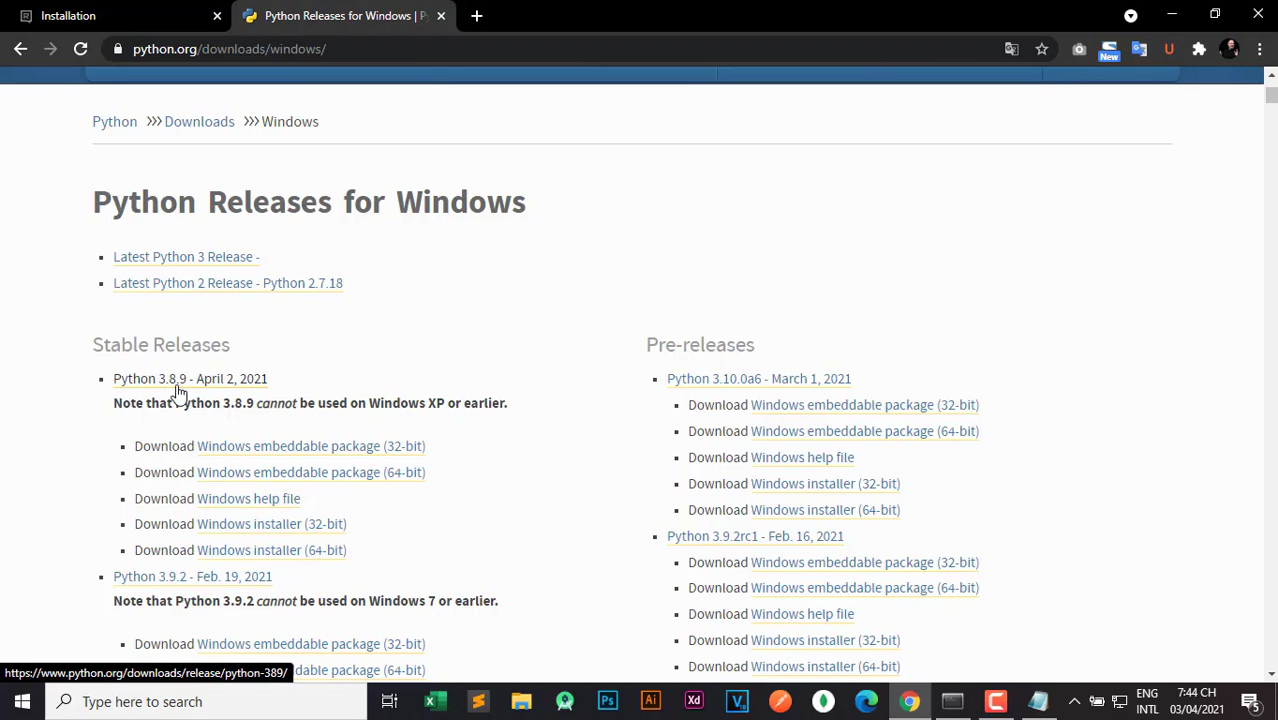 Installation
Python Releases for Windows | P
python.org/downloads/windows/
New
U
Python
Downloads
Windows
Python Releases for Windows
Latest Python 3 Release -
Latest Python 2 Release - Python 2.7.18
Stable Releases
Python 3.8.9 - April 2, 2021
Note that Python 3.8.9 cannot be used on Windows XP or earlier.
Download Windows embeddable package (32-bit)
Download Windows embeddable package (64-bit)
Download Windows help file
Download Windows installer (32-bit)
Download Windows installer (64-bit)
Python 3.9.2 - Feb. 19, 2021
Note that Python 3.9.2 cannot be used on Windows 7 or earlier.
Download Windows embeddable package (32-bit)
dable package (64-bit)
Pre-releases
Python 3.10.0a6 - March 1, 2021
Download Windows embeddable package (32-bit)
Download Windows embeddable package (64-bit)
Download Windows help file
Download Windows installer (32-bit)
Download Windows installer (64-bit)
Python 3.9.2rc1 - Feb. 16, 2021
Download Windows embeddable package (32-bit)
Download Windows embeddable package (64-bit)
Download Windows help file
Download Windows installer (32-bit)
Download Windows installer (64-bit)
https://www.python.org/downloads/release/python-389/
Type here to search
Ps
Ai
Xd
ENG
INTL
7:44 CH
03/04/2021
5